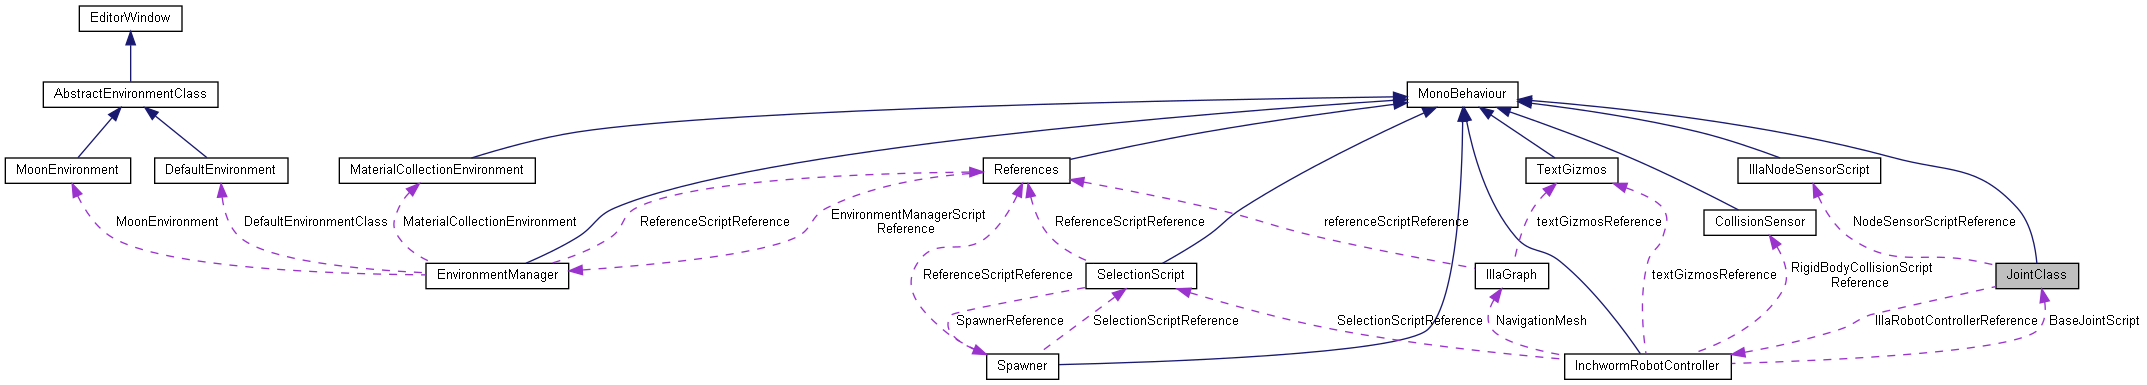 EditorWindow
AbstractEnvironmentClass
MonoBehaviour
MoonEnvironment
DefaultEnvironment
MaterialCollectionEnvironment
References
TextGizmos
IllaNodeSensorScript
MoonEnvironment
DefaultEnvironmentClass
MaterialCollectionEnvironment
ReferenceScriptReference
EnvironmentManagerScript
Reference
ReferenceScriptReference
referenceScriptReference
textGizmosReference
CollisionSensor
NodeSensorScriptReference
EnvironmentManager
ReferenceScriptReference
SelectionScript
IllaGraph
textGizmosReference
RigidBodyCollisionScript
Reference
JointClass
SpawnerReference
SelectionScriptReference
SelectionScriptReference
NavigationMesh
IllaRobotControllerReference
BaseJointScript
Spawner
InchwormRobotController